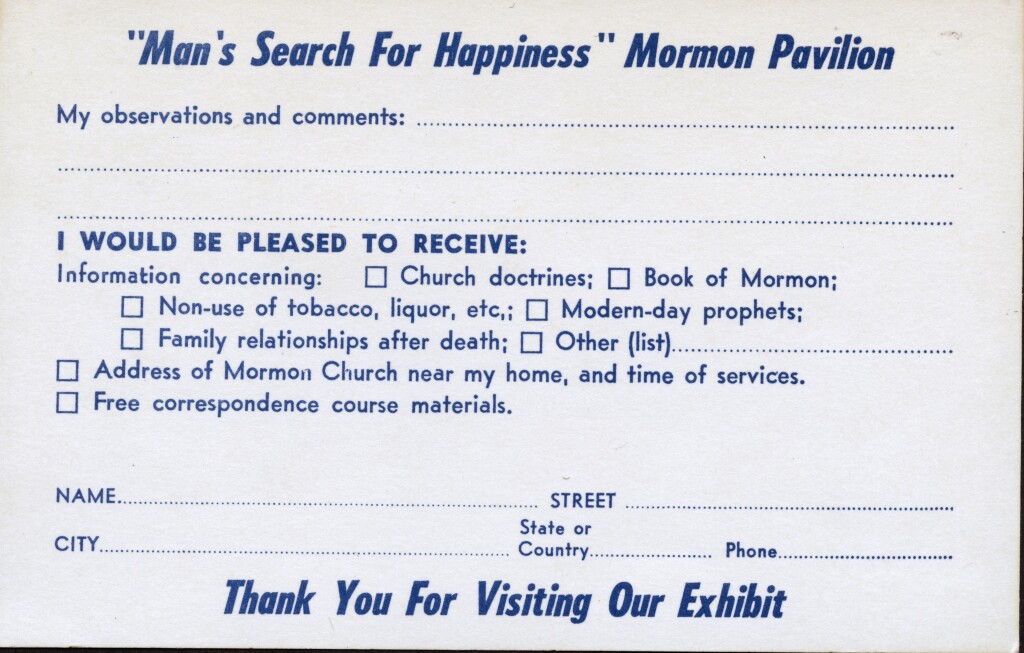 "Man's Search For Happiness" Mormon Pavilion
My observations and comments:
I WOULD BE PLEASED TO RECEIVE:
Information concerning: □ Church doctrines; □ Book of Mormon;
□ Non-use of tobacco, liquor, etc,; □ Modern-day prophets;
□ Family relationships after death; □ Other (list)
□ Address of Mormon Church near my home, and time of services.
□ Free correspondence course materials.
NAME STREET
CITY State or Country Phone
Thank You For Visiting Our Exhibit